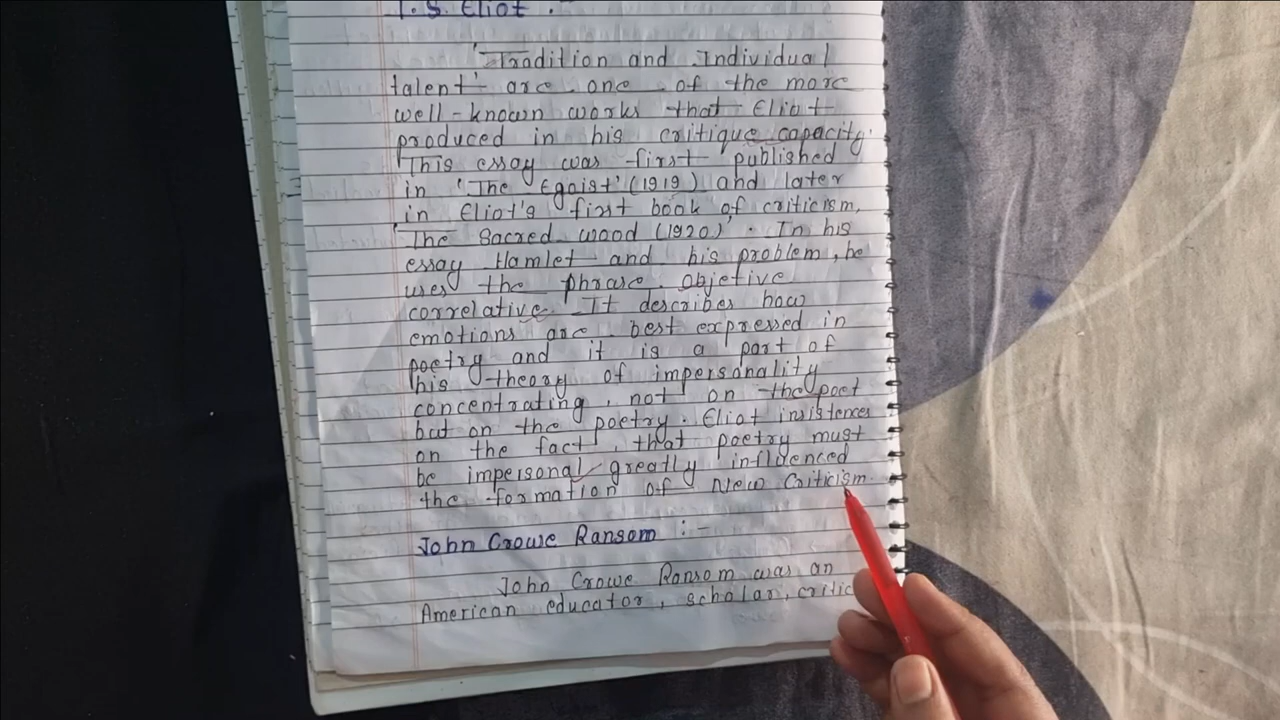 T. S. Eliot.
'Tradition and Individual
talent' are one of the more
well-known works that Eliot
produced in his critique capacity.
This essay was first published
in 'The Egoist' (1919) and later
in Eliot's first book of criticism,
'The Sacred wood (1920)'. In his
essay Hamlet and his problem, he
uses the phrase objetive
correlative. It describes how
emotions are best expressed in
poetry and it is a part of
his theory of impersonality
concentrating, not on the poet
but on the poetry. Eliot insistences
on the fact, that poetry must
be impersonal greatly influenced
the formation of New Criticism.
John Crowe Ransom :-
John Crowe Ransom was an
American educator, scholar, critic